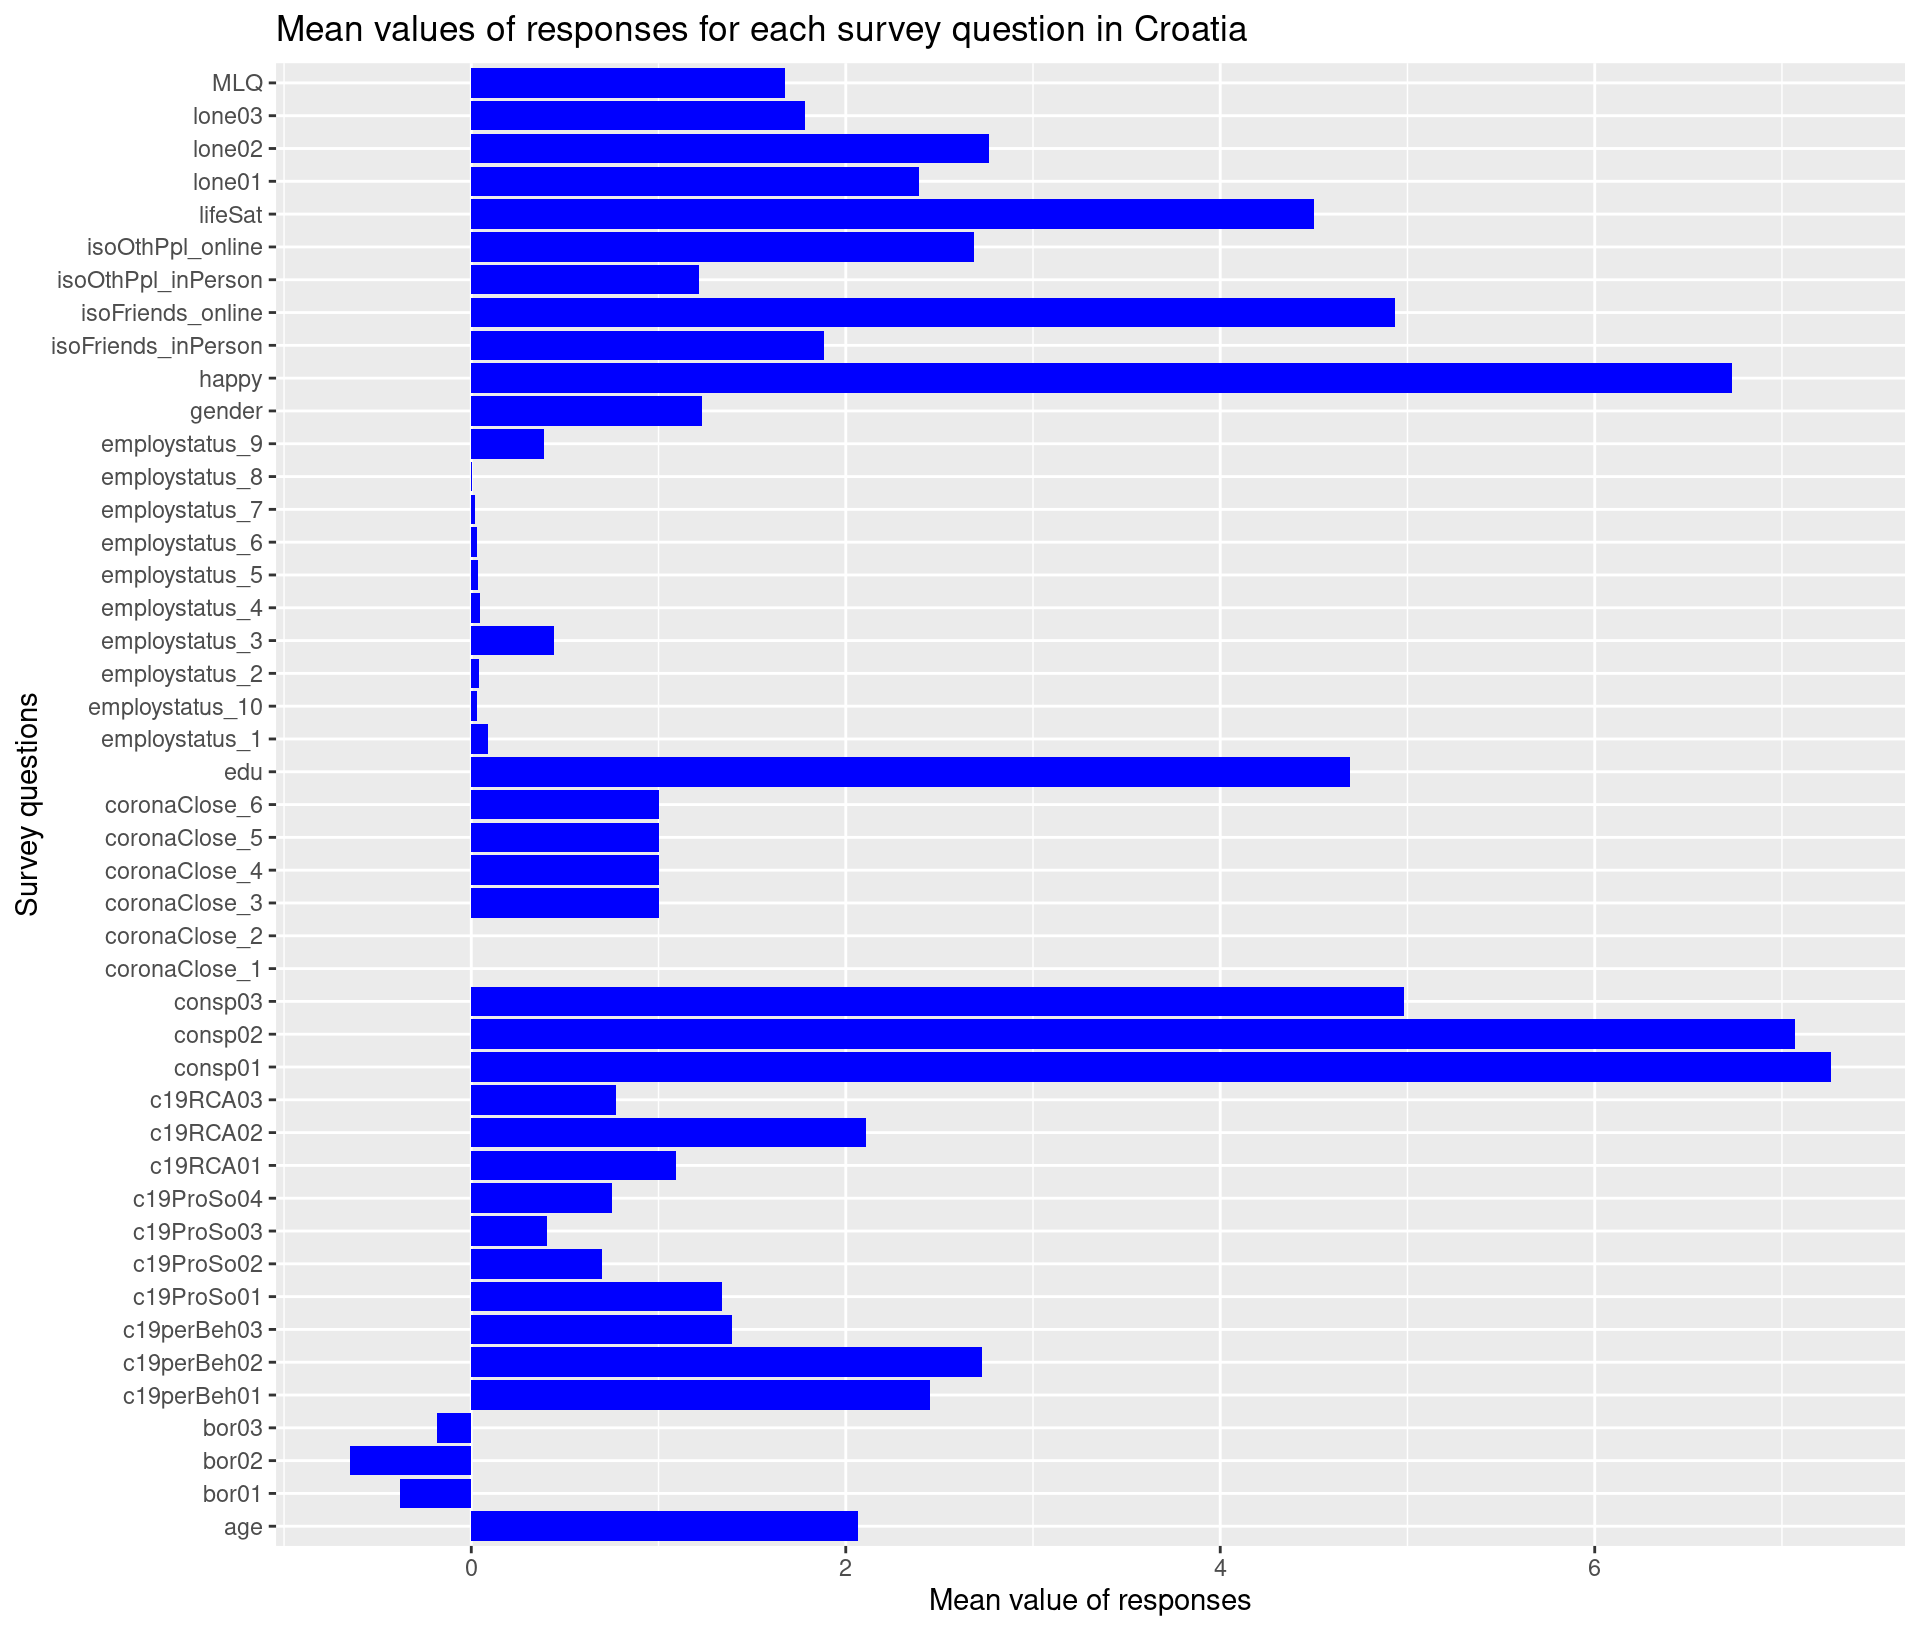 Mean values of responses for each survey question in Croatia
MLQ
lone03
lone02
lone01
lifeSat
isoOthPpl_online
isoOthPpl_inPerson
isoFriends_online
isoFriends_inPerson
happy
gender
employstatus_9
employstatus_8
employstatus_7
employstatus_6
employstatus_5
employstatus_4
employstatus_3
employstatus_2
employstatus_10
employstatus_1
edu
coronaClose_6
coronaClose_5
coronaClose_4
coronaClose_3
coronaClose_2
coronaClose_1
consp03
consp02
consp01
c19RCA03
c19RCA02
c19RCA01
c19ProSo04
c19ProSo03
c19ProSo02
c19ProSo01
c19perBeh03
c19perBeh02
c19perBeh01
bor03
bor02
bor01
age
Survey questions
0 2 4 6
Mean value of responses